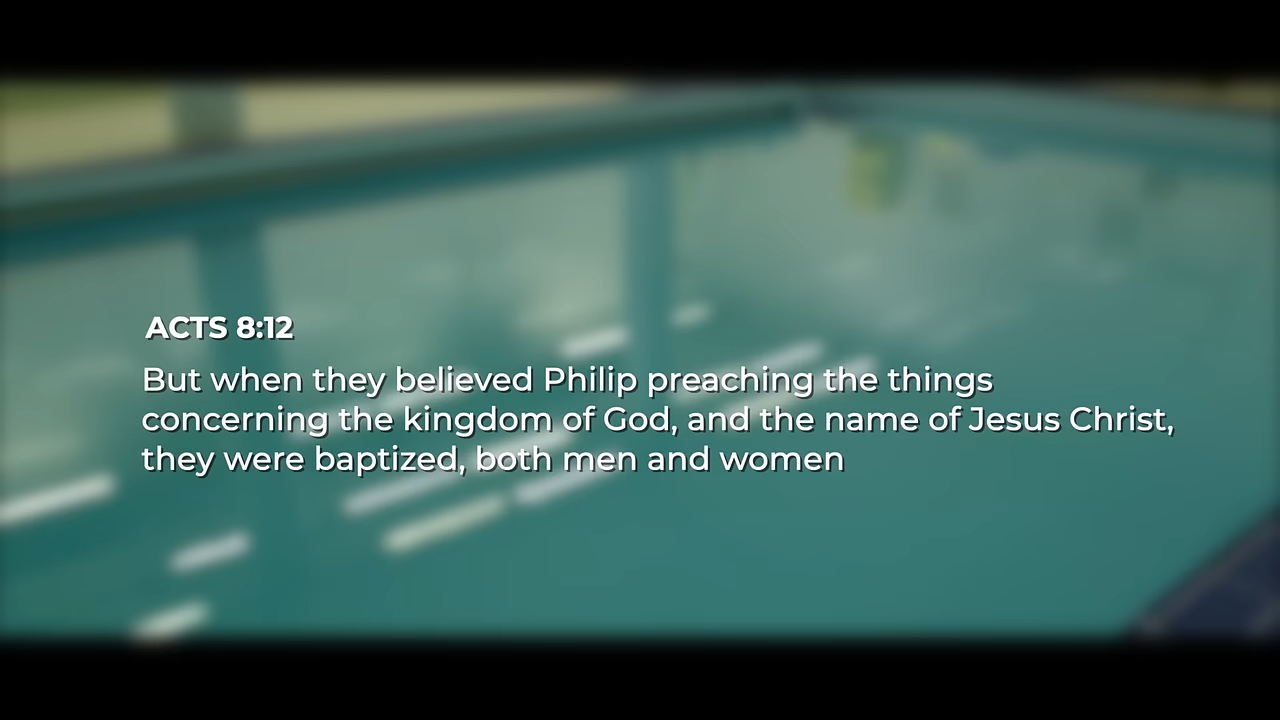 ACTS 8:12
But when they believed Philip preaching the things
concerning the kingdom of God, and the name of Jesus Christ,
they were baptized, both men and women